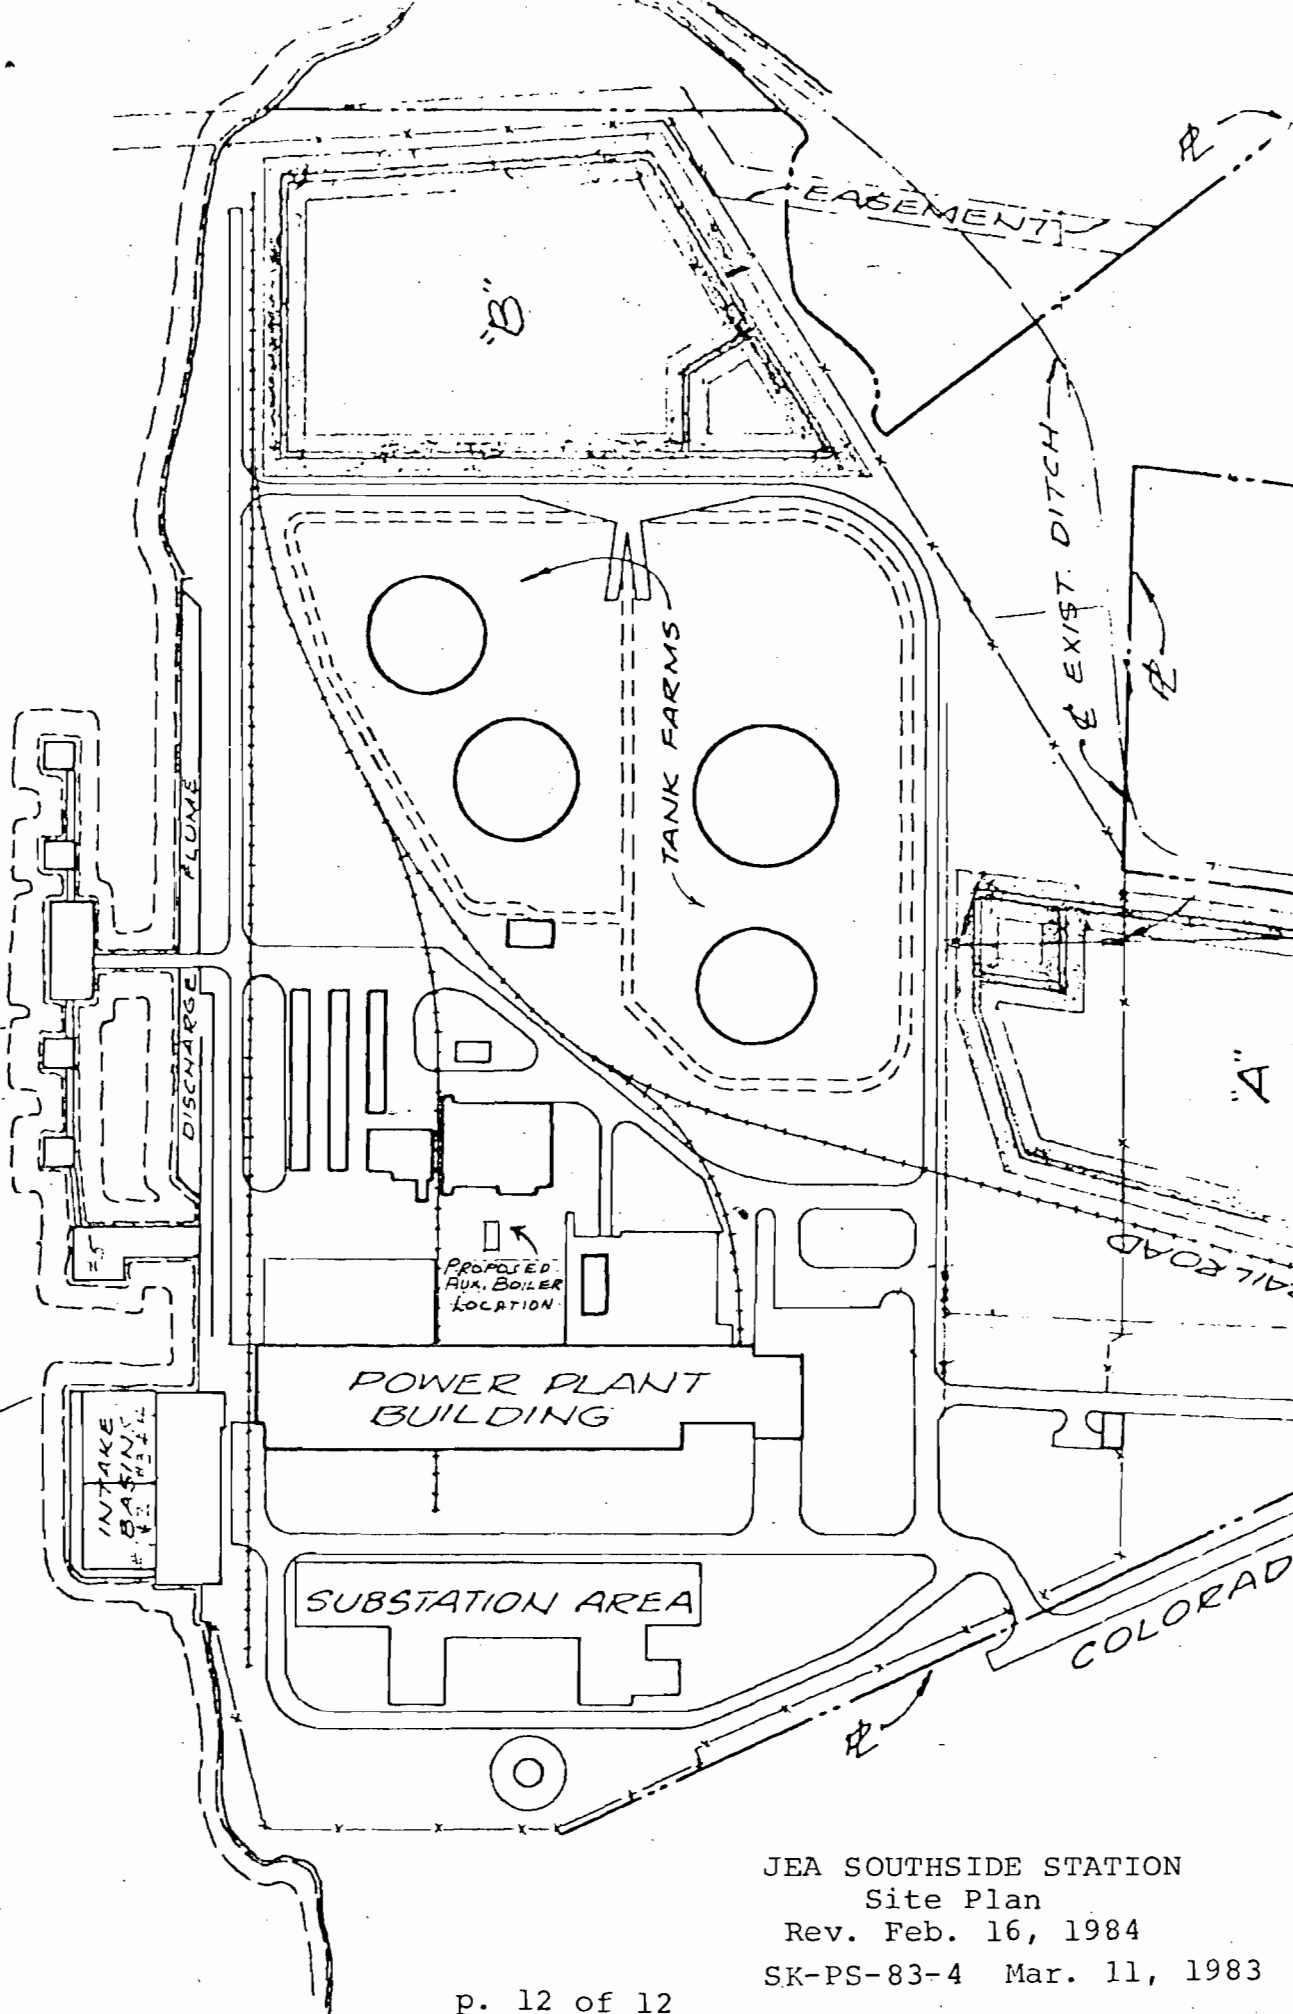 ℄
EASEMENT
"B"
℄ EXIST. DITCH
℄
TANK FARMS
FLUME
DISCHARGE
"A"
RAILROAD
#5
PROPOSED
AUX. BOILER
LOCATION
POWER PLANT
BUILDING
INTAKE
BASINS
SUBSTATION AREA
COLORAD
JEA SOUTHSIDE STATION
Site Plan
Rev. Feb. 16, 1984
SK-PS-83-4 Mar. 11, 1983
p. 12 of 12